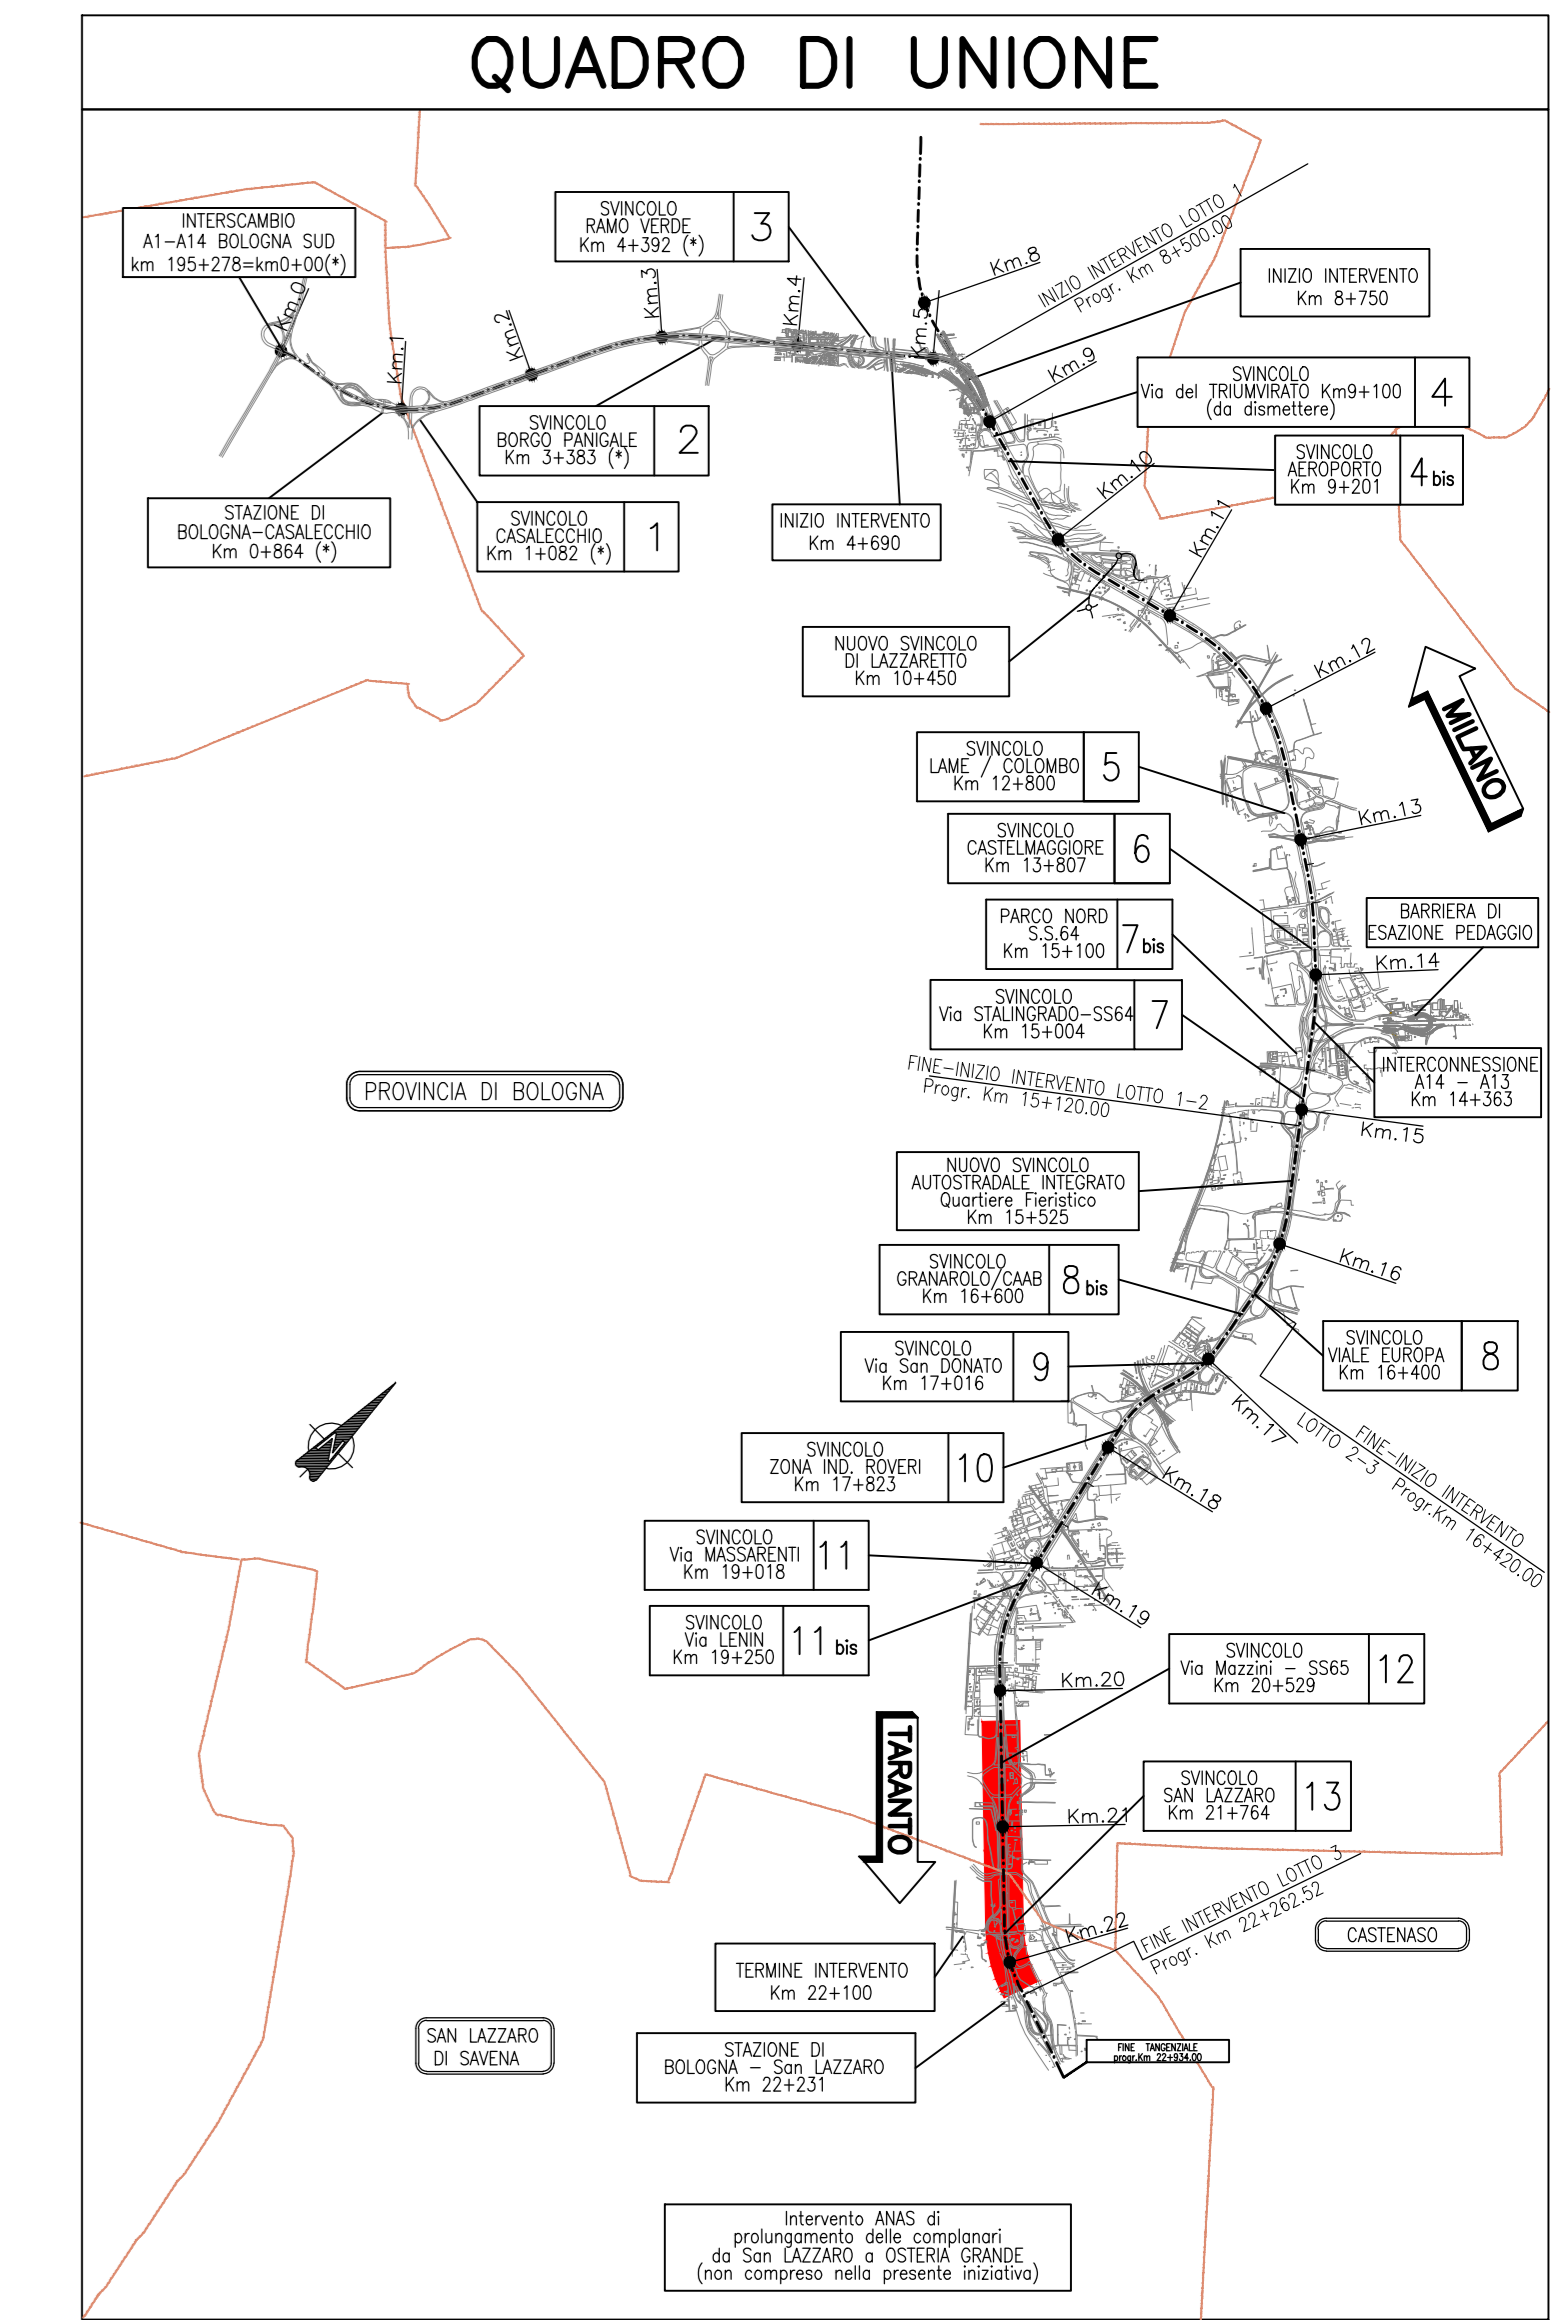 QUADRO DI UNIONE
INTERSCAMBIO
A1-A14 BOLOGNA SUD
km 195+278=km0+00(*)
SVINCOLO
RAMO VERDE
Km 4+392 (*)
3
Km.0
Km.1
Km.2
Km.3
Km.4
Km.5
Km.8
INIZIO INTERVENTO LOTTO 1
Progr. Km 8+500.00
INIZIO INTERVENTO
Km 8+750
Km.9
SVINCOLO
Via del TRIUMVIRATO Km9+100
(da dismettere)
4
SVINCOLO
BORGO PANIGALE
Km 3+383 (*)
2
SVINCOLO
AEROPORTO
Km 9+201
4 bis
Km.10
STAZIONE DI
BOLOGNA-CASALECCHIO
Km 0+864 (*)
SVINCOLO
CASALECCHIO
Km 1+082 (*)
1
INIZIO INTERVENTO
Km 4+690
Km.11
NUOVO SVINCOLO
DI LAZZARETTO
Km 10+450
Km.12
MILANO
SVINCOLO
LAME / COLOMBO
Km 12+800
5
Km.13
SVINCOLO
CASTELMAGGIORE
Km 13+807
6
PARCO NORD
S.S.64
Km 15+100
7 bis
BARRIERA DI
ESAZIONE PEDAGGIO
Km.14
SVINCOLO
Via STALINGRADO-SS64
Km 15+004
7
INTERCONNESSIONE
A14 - A13
Km 14+363
FINE-INIZIO INTERVENTO LOTTO 1-2
Progr. Km 15+120.00
PROVINCIA DI BOLOGNA
Km.15
NUOVO SVINCOLO
AUTOSTRADALE INTEGRATO
Quartiere Fieristico
Km 15+525
Km.16
SVINCOLO
GRANAROLO/CAAB
Km 16+600
8 bis
SVINCOLO
VIALE EUROPA
Km 16+400
8
SVINCOLO
Via San DONATO
Km 17+016
9
Km.17
FINE-INIZIO INTERVENTO
LOTTO 2-3 Progr.Km 16+420.00
N
SVINCOLO
ZONA IND. ROVERI
Km 17+823
10
Km.18
SVINCOLO
Via MASSARENTI
Km 19+018
11
Km.19
SVINCOLO
Via LENIN
Km 19+250
11 bis
SVINCOLO
Via Mazzini - SS65
Km 20+529
12
Km.20
TARANTO
SVINCOLO
SAN LAZZARO
Km 21+764
13
Km.21
FINE INTERVENTO LOTTO 3
Progr. Km 22+262.52
Km.22
CASTENASO
TERMINE INTERVENTO
Km 22+100
SAN LAZZARO
DI SAVENA
STAZIONE DI
BOLOGNA - San LAZZARO
Km 22+231
FINE TANGENZIALE
progr.Km 22+934.00
Intervento ANAS di
prolungamento delle complanari
da San LAZZARO a OSTERIA GRANDE
(non compreso nella presente iniziativa)